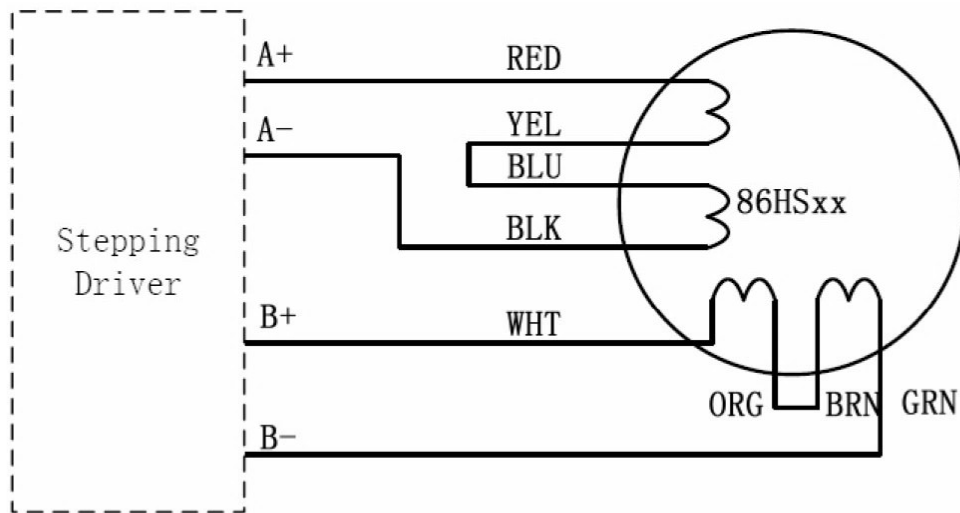 A+
RED
A-
YEL
BLU
86HSxx
BLK
Stepping
Driver
B+
WHT
ORG
BRN
GRN
B-